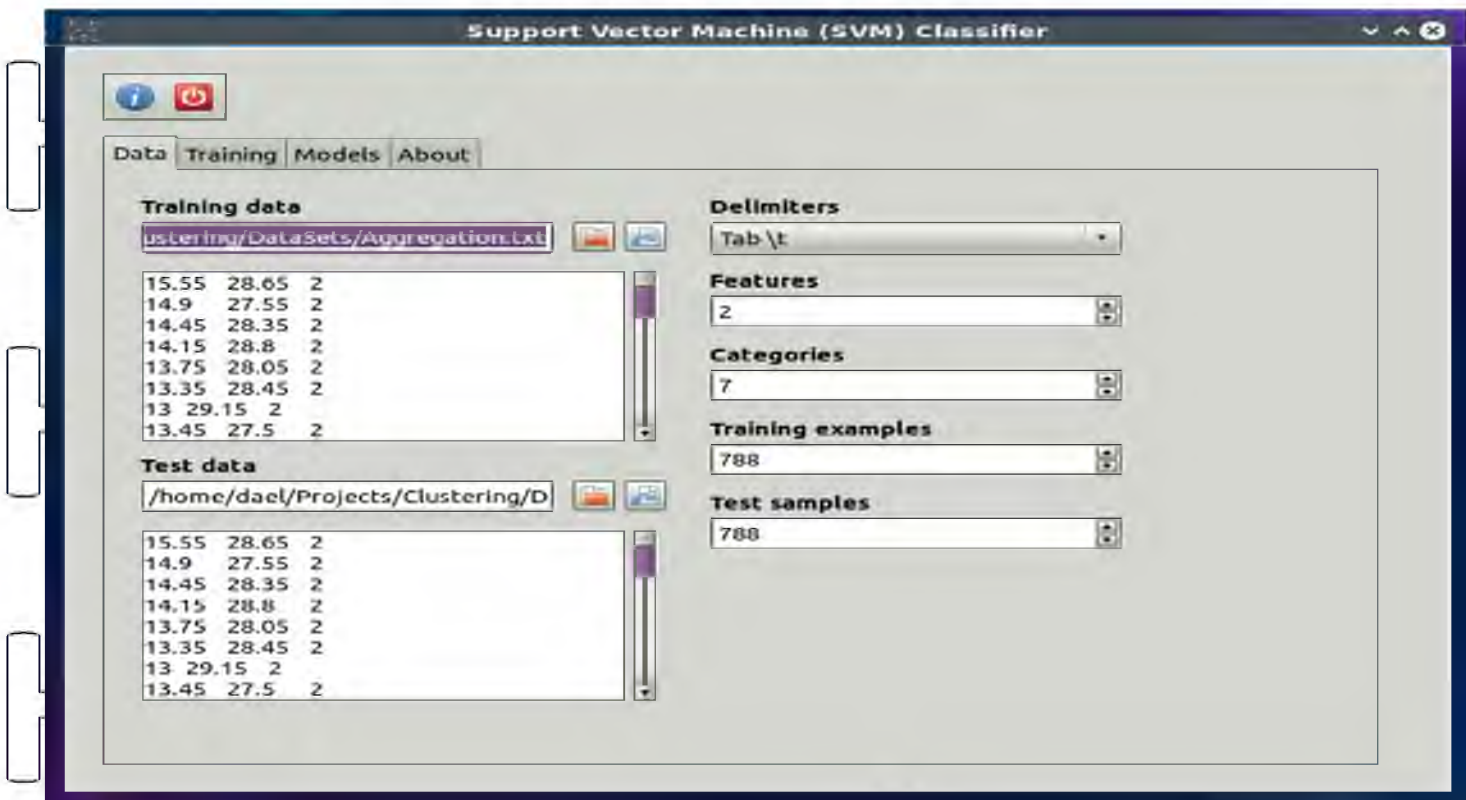 Support Vector Machine (SVM) Classifier
Data Training Models About
Training data
ustering/DataSets/Aggregation.txt
15.55 28.65 2
14.9 27.55 2
14.45 28.35 2
14.15 28.8 2
13.75 28.05 2
13.35 28.45 2
13 29.15 2
13.45 27.5 2
Test data
/home/dael/Projects/Clustering/D
15.55 28.65 2
14.9 27.55 2
14.45 28.35 2
14.15 28.8 2
13.75 28.05 2
13.35 28.45 2
13 29.15 2
13.45 27.5 2
Delimiters
Tab \t
Features
2
Categories
7
Training examples
788
Test samples
788